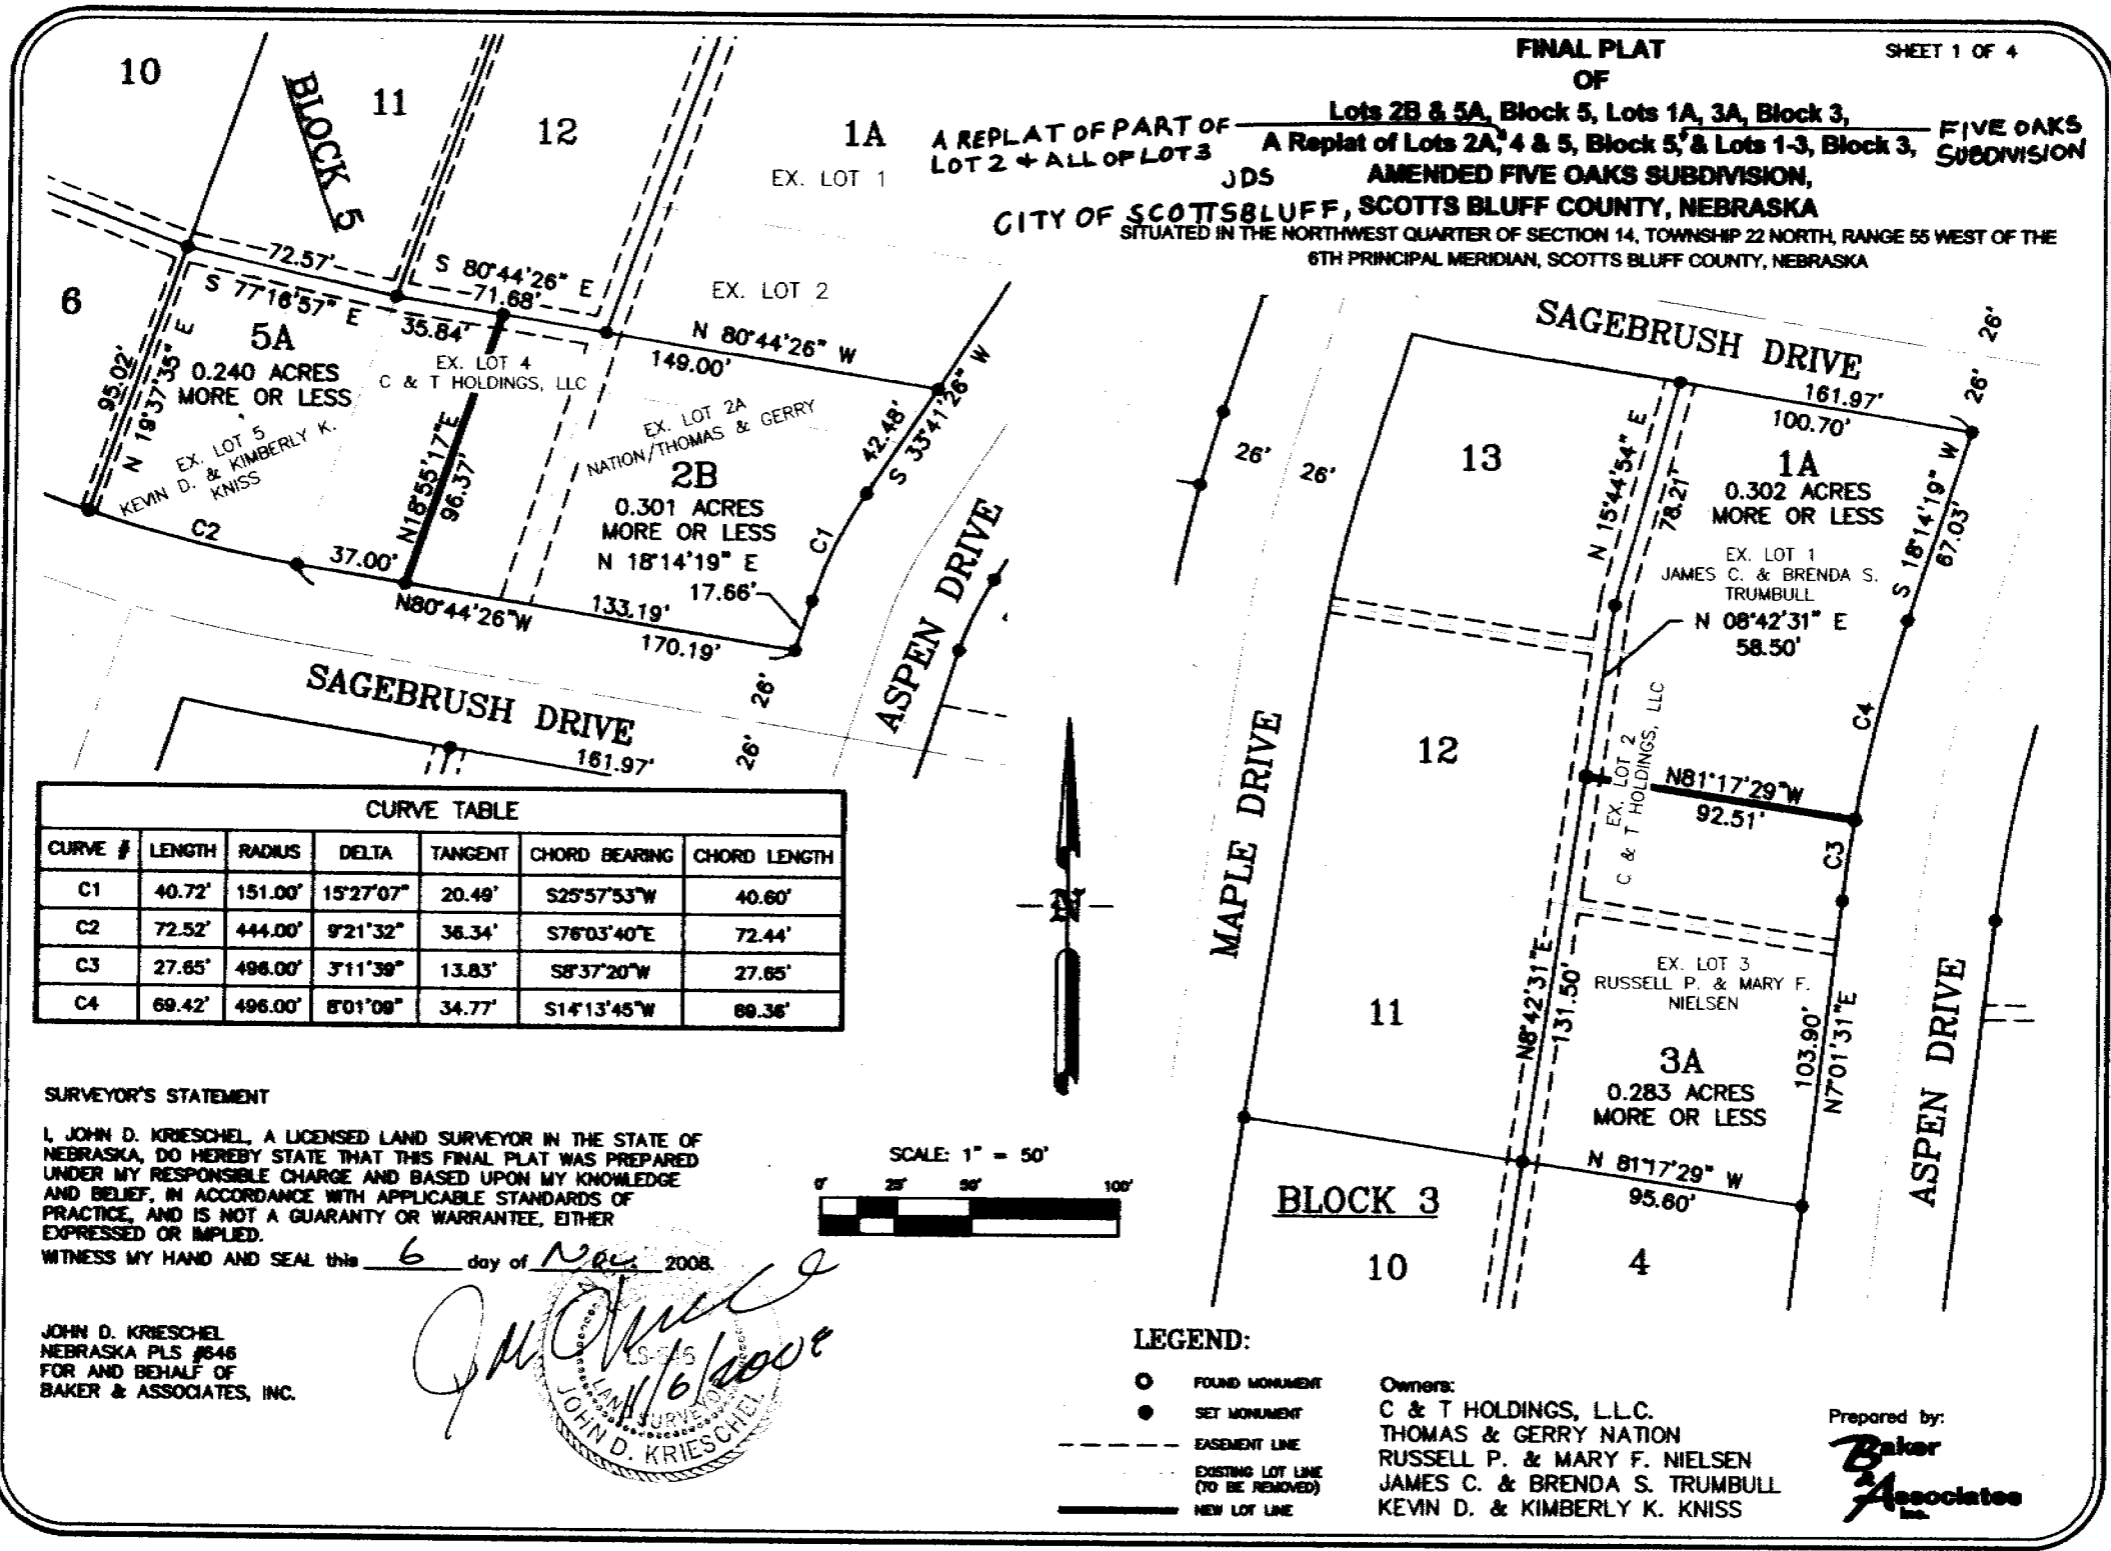 SHEET 1 OF 4
FINAL PLAT
OF
Lots 2B & 5A, Block 5, Lots 1A, 3A, Block 3,
A REPLAT OF PART OF
LOT 2 & ALL OF LOT 3
A Replat of Lots 2A, 4 & 5, Block 5, & Lots 1-3, Block 3,
FIVE OAKS
SUBDIVISION
JDS
AMENDED FIVE OAKS SUBDIVISION,
CITY OF SCOTTSBLUFF, SCOTTS BLUFF COUNTY, NEBRASKA
SITUATED IN THE NORTHWEST QUARTER OF SECTION 14, TOWNSHIP 22 NORTH, RANGE 55 WEST OF THE
6TH PRINCIPAL MERIDIAN, SCOTTS BLUFF COUNTY, NEBRASKA
10
BLOCK 5
11
12
1A
EX. LOT 1
72.57'
S 77°16'57" E
S 80°44'26" E
71.68'
35.84'
EX. LOT 2
N 80°44'26" W
149.00'
6
95.02'
N 19°37'35" E
5A
0.240 ACRES
MORE OR LESS
EX. LOT 4
C & T HOLDINGS, LLC
EX. LOT 5
KEVIN D. & KIMBERLY K.
KNISS
N18°55'17"E
96.37'
EX. LOT 2A
NATION/THOMAS & GERRY
2B
0.301 ACRES
MORE OR LESS
N 18°14'19" E
17.66'
42.48'
S 33°41'26" W
C1
C2
37.00'
N80°44'26"W
133.19'
170.19'
26'
26'
SAGEBRUSH DRIVE
ASPEN DRIVE
161.97'
SAGEBRUSH DRIVE
26'
26'
161.97'
100.70'
26'
26'
13
N 15°44'54" E
78.21'
1A
0.302 ACRES
MORE OR LESS
EX. LOT 1
JAMES C. & BRENDA S.
TRUMBULL
S 18°14'19" W
67.03'
N 08°42'31" E
58.50'
12
MAPLE DRIVE
EX. LOT 2
C & T HOLDINGS, LLC
C4
N81°17'29"W
92.51'
C3
EX. LOT 3
RUSSELL P. & MARY F.
NIELSEN
11
N8°42'31"E
131.50'
3A
0.283 ACRES
MORE OR LESS
103.90'
N7°01'31"E
ASPEN DRIVE
N 81°17'29" W
95.60'
BLOCK 3
10
4
CURVE TABLE
CURVE # LENGTH RADIUS DELTA TANGENT CHORD BEARING CHORD LENGTH
C1 40.72' 151.00' 15°27'07" 20.49' S25°57'53"W 40.60'
C2 72.52' 444.00' 9°21'32" 36.34' S76°03'40"E 72.44'
C3 27.65' 496.00' 3°11'39" 13.83' S8°37'20"W 27.65'
C4 69.42' 496.00' 8°01'09" 34.77' S14°13'45"W 69.36'
N
SURVEYOR'S STATEMENT
I, JOHN D. KRIESCHEL, A LICENSED LAND SURVEYOR IN THE STATE OF
NEBRASKA, DO HEREBY STATE THAT THIS FINAL PLAT WAS PREPARED
UNDER MY RESPONSIBLE CHARGE AND BASED UPON MY KNOWLEDGE
AND BELIEF, IN ACCORDANCE WITH APPLICABLE STANDARDS OF
PRACTICE, AND IS NOT A GUARANTY OR WARRANTEE, EITHER
EXPRESSED OR IMPLIED.
WITNESS MY HAND AND SEAL this 6 day of Nov. 2008.
JOHN D. KRIESCHEL
NEBRASKA PLS #646
FOR AND BEHALF OF
BAKER & ASSOCIATES, INC.
LS-646
11/6/2008
LAND SURVEYOR
JOHN D. KRIESCHEL
SCALE: 1" = 50'
0' 25' 50' 100'
LEGEND:
FOUND MONUMENT
SET MONUMENT
EASEMENT LINE
EXISTING LOT LINE
(TO BE REMOVED)
NEW LOT LINE
Owners:
C & T HOLDINGS, L.L.C.
THOMAS & GERRY NATION
RUSSELL P. & MARY F. NIELSEN
JAMES C. & BRENDA S. TRUMBULL
KEVIN D. & KIMBERLY K. KNISS
Prepared by:
Baker
&
Associates
Inc.